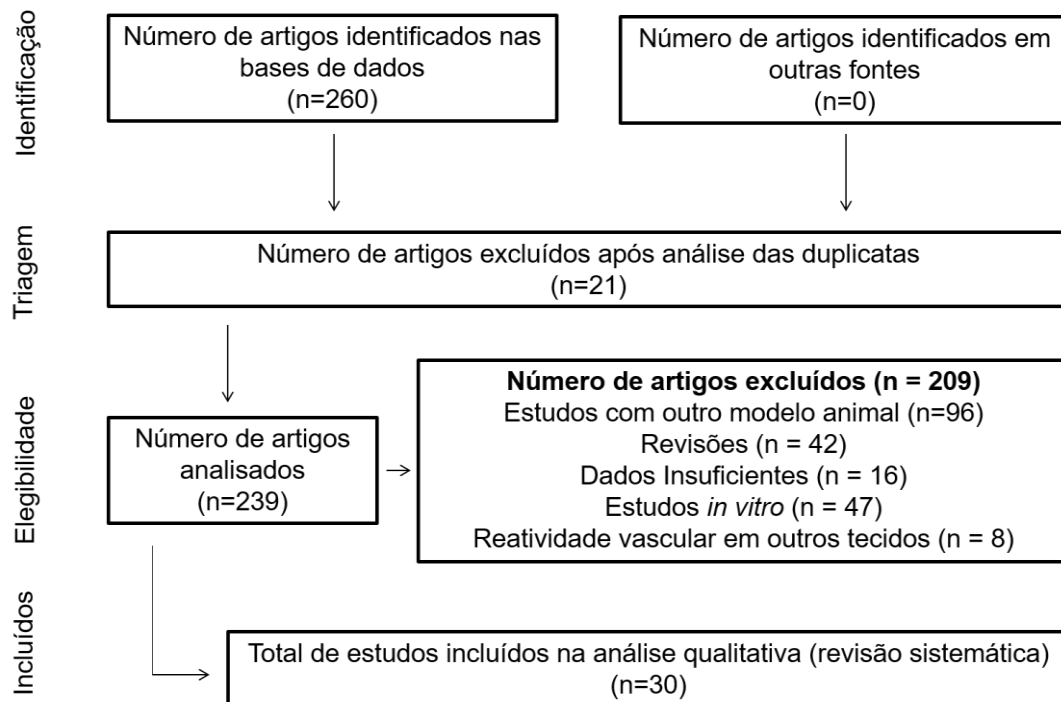 Identificação
Número de artigos identificados nas
bases de dados
(n=260)
Número de artigos identificados em
outras fontes
(n=0)
Triagem
Número de artigos excluídos após análise das duplicatas
(n=21)
Elegibilidade
Número de artigos
analisados
(n=239)
Número de artigos excluídos (n = 209)
Estudos com outro modelo animal (n=96)
Revisões (n = 42)
Dados Insuficientes (n = 16)
Estudos in vitro (n = 47)
Reatividade vascular em outros tecidos (n = 8)
Incluídos
Total de estudos incluídos na análise qualitativa (revisão sistemática)
(n=30)